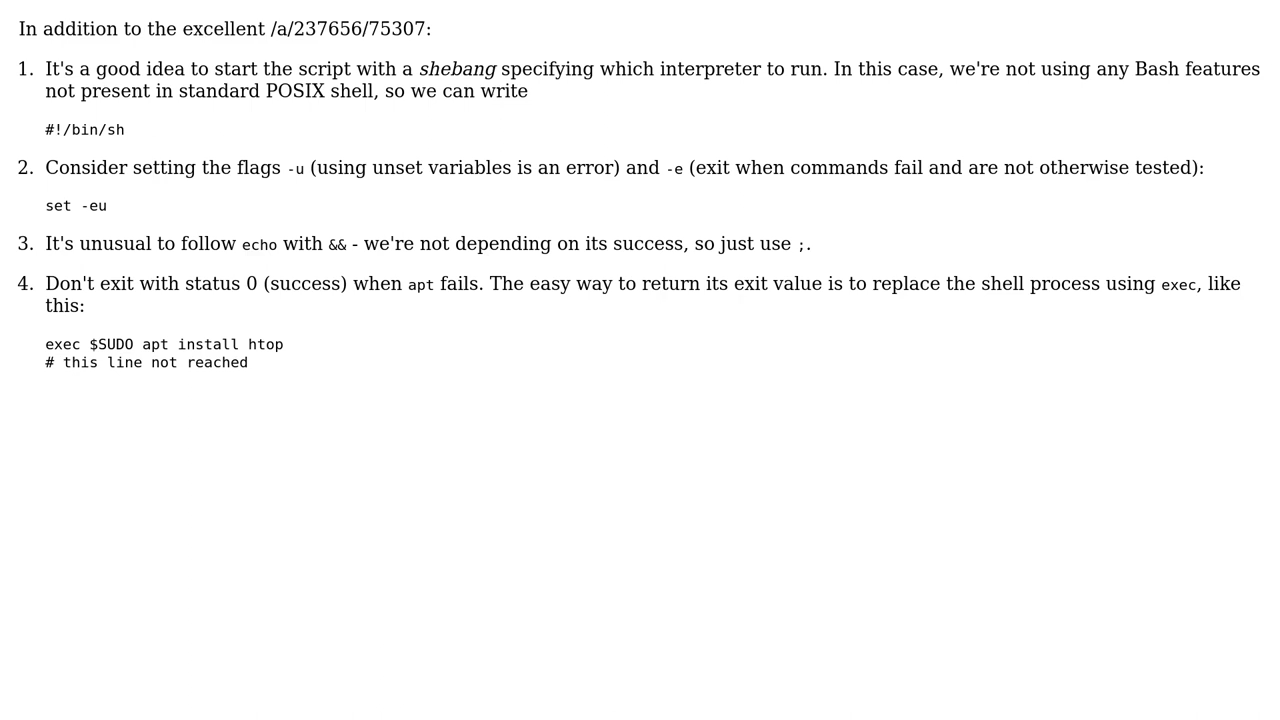 In addition to the excellent /a/237656/75307:
1. It's a good idea to start the script with a shebang specifying which interpreter to run. In this case, we're not using any Bash features
not present in standard POSIX shell, so we can write
#!/bin/sh
2. Consider setting the flags -u (using unset variables is an error) and -e (exit when commands fail and are not otherwise tested):
set -eu
3. It's unusual to follow echo with && - we're not depending on its success, so just use ;.
4. Don't exit with status 0 (success) when apt fails. The easy way to return its exit value is to replace the shell process using exec, like
this:
exec $SUDO apt install htop
# this line not reached